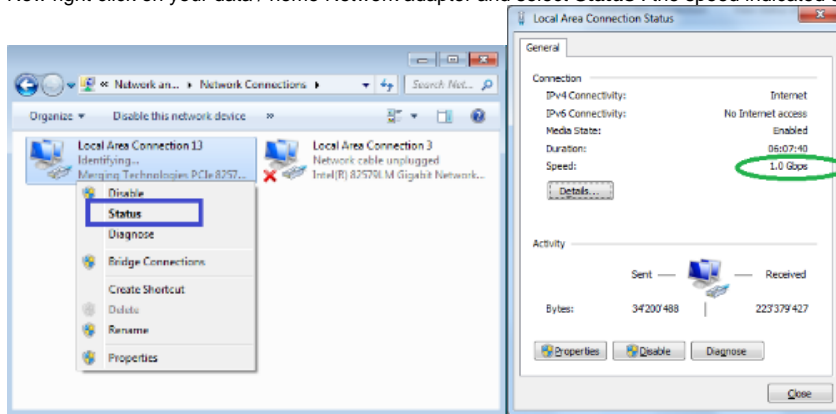 Now right click on your data / home Network adapter and select Status : the speed indicated
Network an... ▸ Network Connections ▸
Search Net...
Organize ▾ Disable this network device »
Local Area Connection 13
Identifying...
Merging Technologies PCIe 8257...
Local Area Connection 3
Network cable unplugged
Intel(R) 82579LM Gigabit Network...
Disable
Status
Diagnose
Bridge Connections
Create Shortcut
Delete
Rename
Properties
Local Area Connection Status
General
Connection
IPv4 Connectivity: Internet
IPv6 Connectivity: No Internet access
Media State: Enabled
Duration: 06:07:40
Speed: 1.0 Gbps
Details...
Activity
Sent — — Received
Bytes: 34'200'488 | 223'379'427
Properties Disable Diagnose
Close